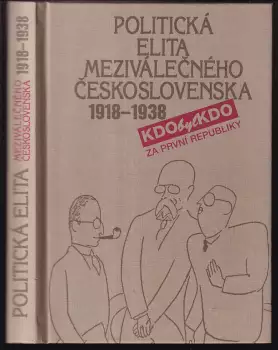 POLITICKÁ ELITA MEZIVÁLEČNÉHO ČESKOSLOVENSKA 1918–1938
POLITICKÁ
ELITA
MEZIVÁLEČNÉHO
ČESKOSLOVENSKA
1918–1938
KDO byl KDO
ZA PRVNÍ REPUBLIKY